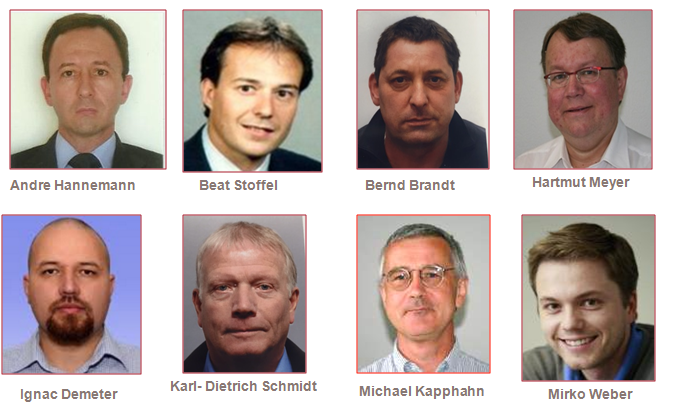 Andre Hannemann
Beat Stoffel
Bernd Brandt
Hartmut Meyer
Ignac Demeter
Karl- Dietrich Schmidt
Michael Kapphahn
Mirko Weber